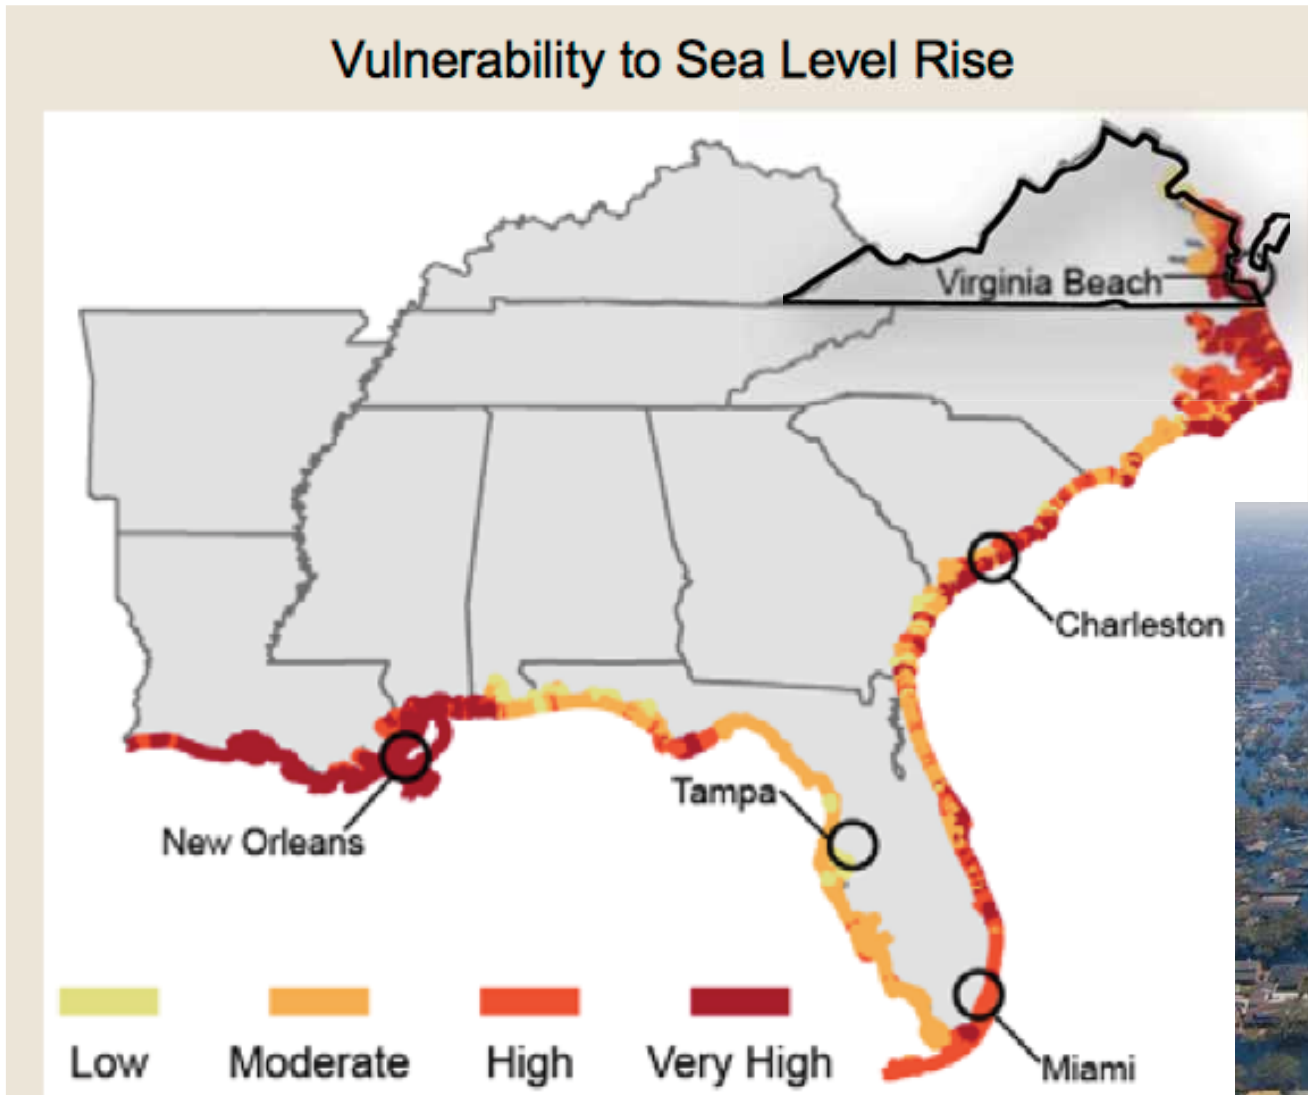 Vulnerability to Sea Level Rise
Virginia Beach
Charleston
Tampa
New Orleans
Miami
Low Moderate High Very High